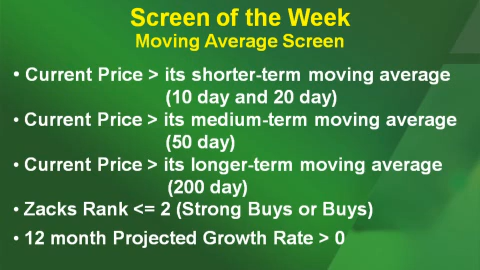 Screen of the Week
Moving Average Screen
• Current Price > its shorter-term moving average
(10 day and 20 day)
• Current Price > its medium-term moving average
(50 day)
• Current Price > its longer-term moving average
(200 day)
• Zacks Rank <= 2 (Strong Buys or Buys)
• 12 month Projected Growth Rate > 0